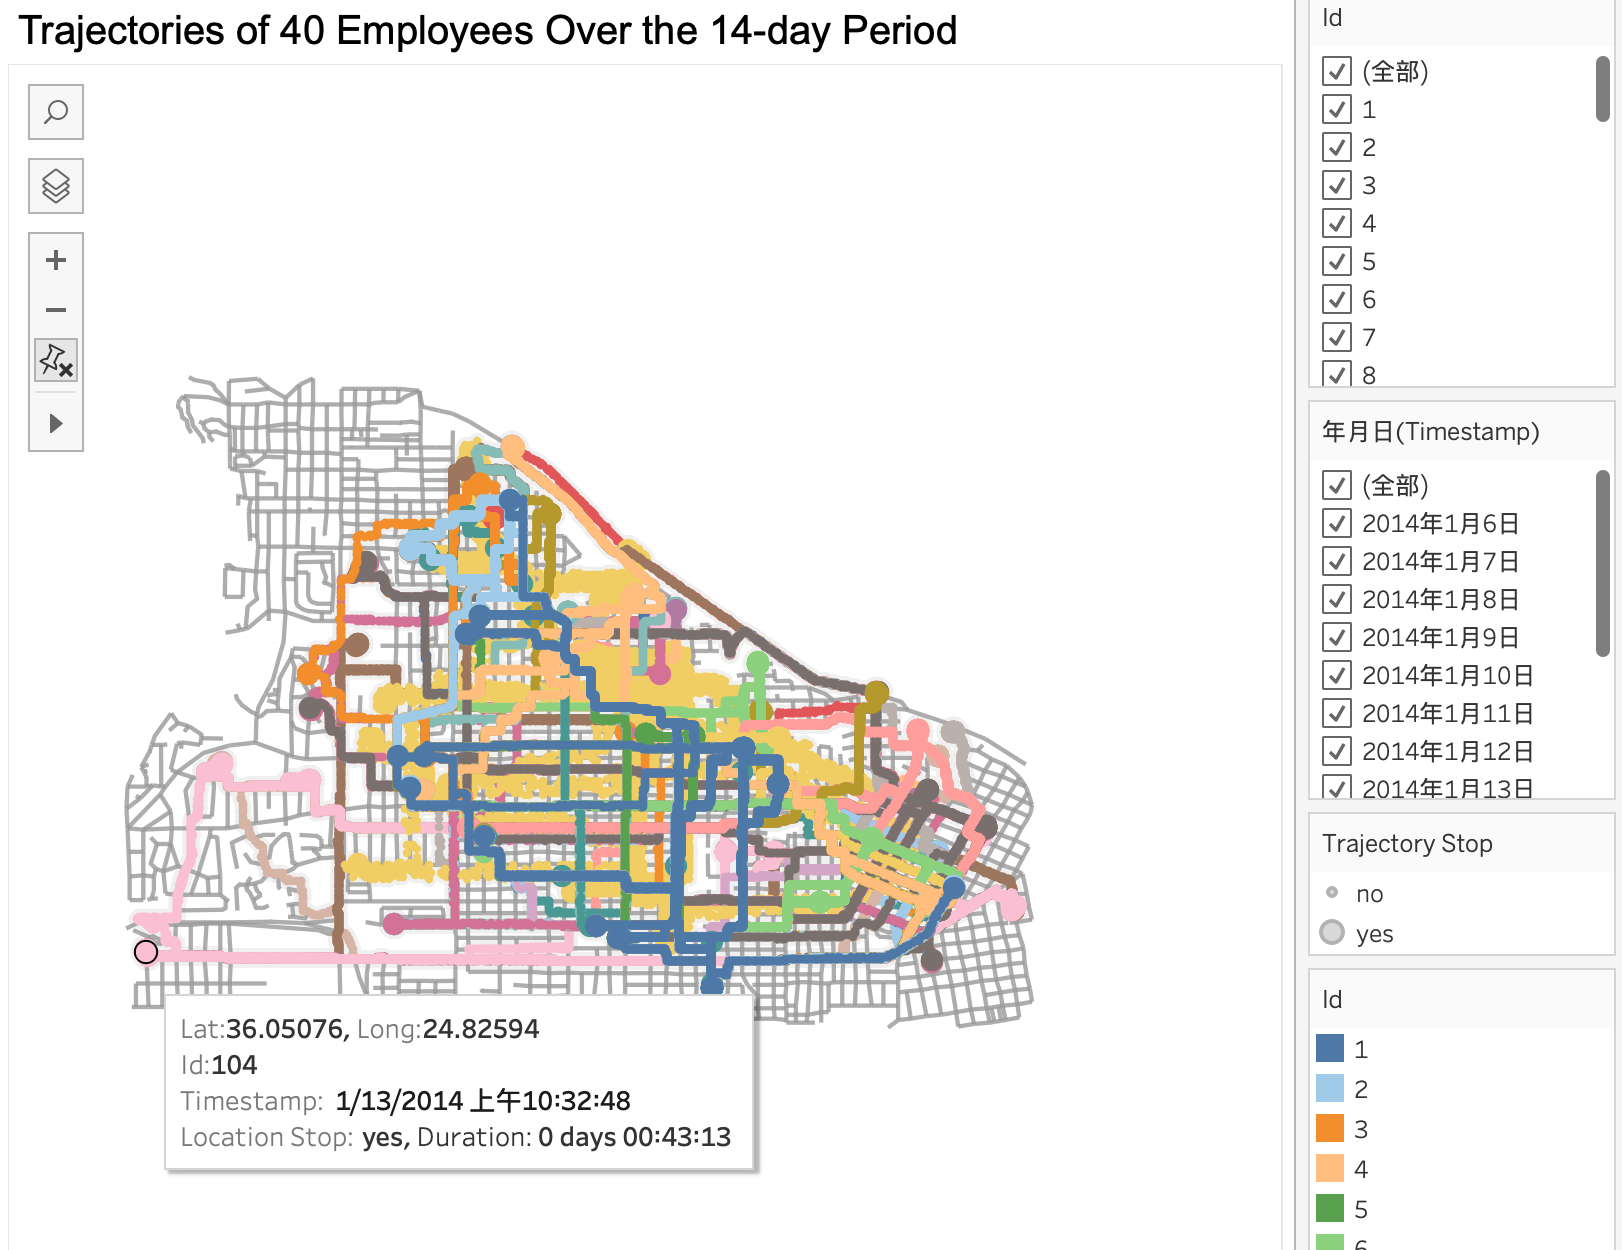 Trajectories of 40 Employees Over the 14-day Period
Id
(全部)
1
2
3
4
5
6
7
8
年月日(Timestamp)
(全部)
2014年1月6日
2014年1月7日
2014年1月8日
2014年1月9日
2014年1月10日
2014年1月11日
2014年1月12日
2014年1月13日
Trajectory Stop
no
yes
Id
1
2
3
4
5
6
Lat:36.05076, Long:24.82594
Id:104
Timestamp: 1/13/2014 上午10:32:48
Location Stop: yes, Duration: 0 days 00:43:13